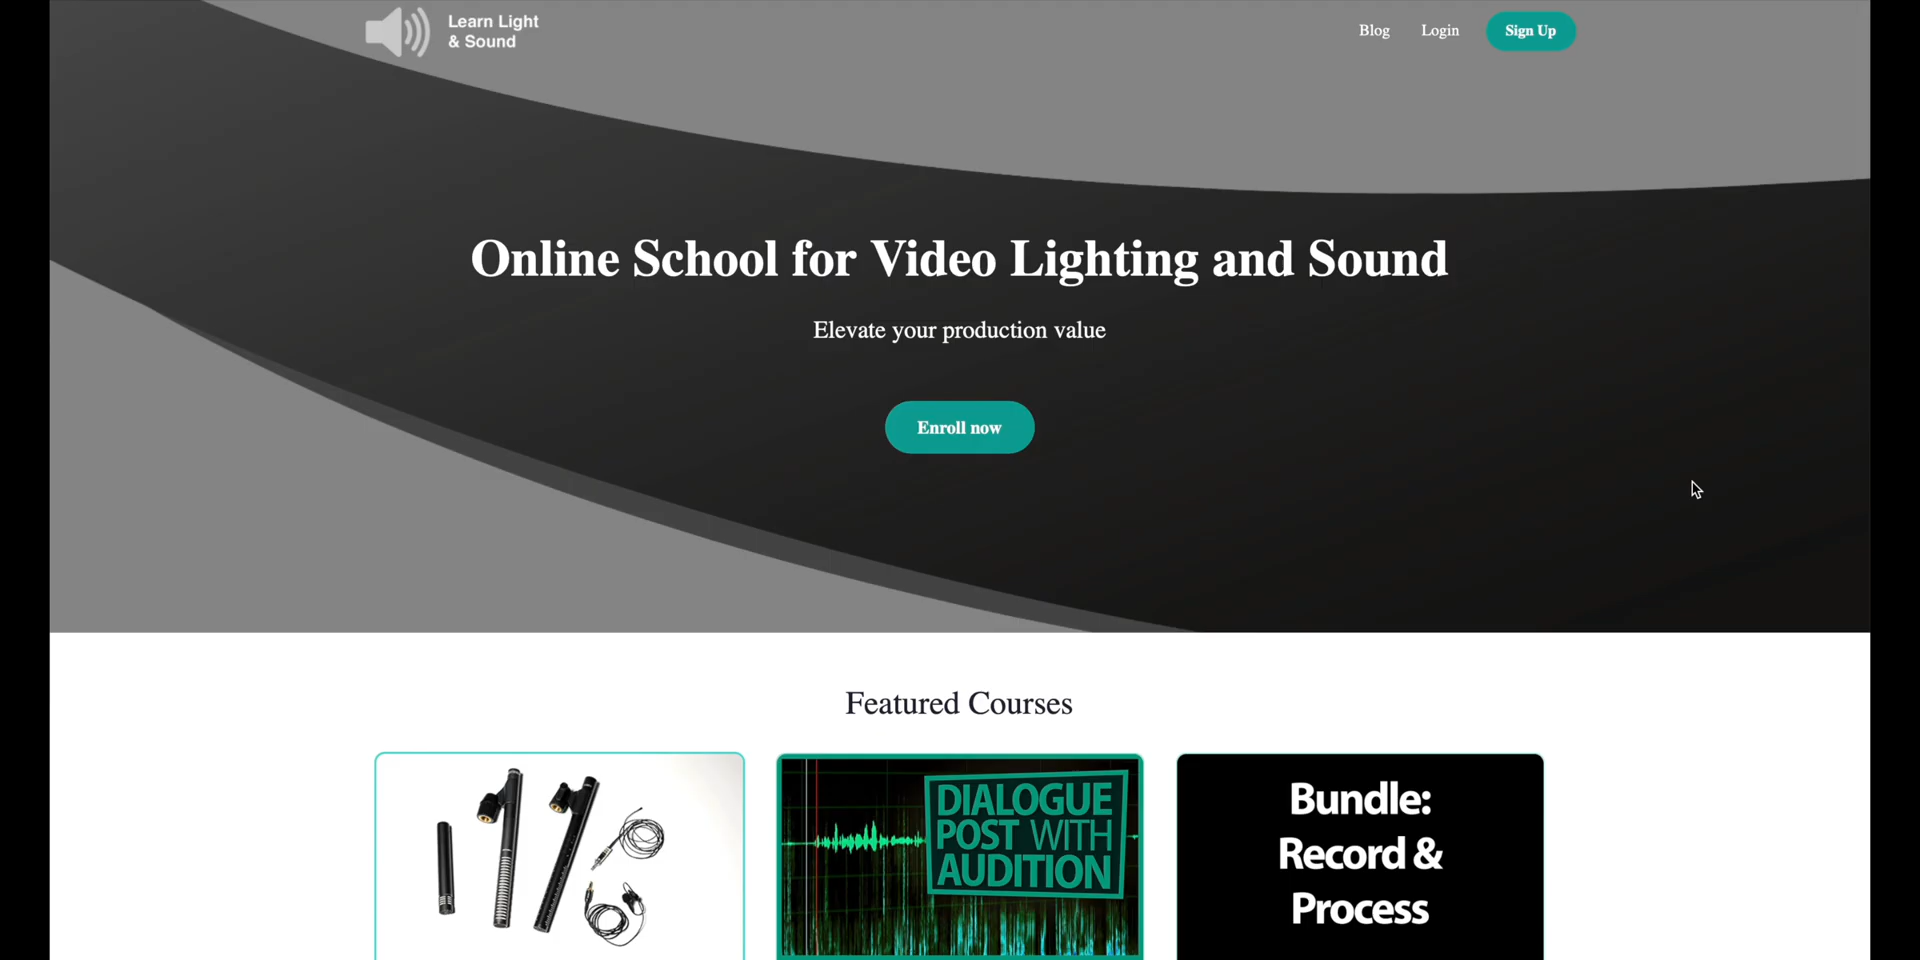 Learn Light
& Sound
Blog
Login
Sign Up
Online School for Video Lighting and Sound
Elevate your production value
Enroll now
Featured Courses
DIALOGUE
POST WITH
AUDITION
Bundle:
Record &
Process